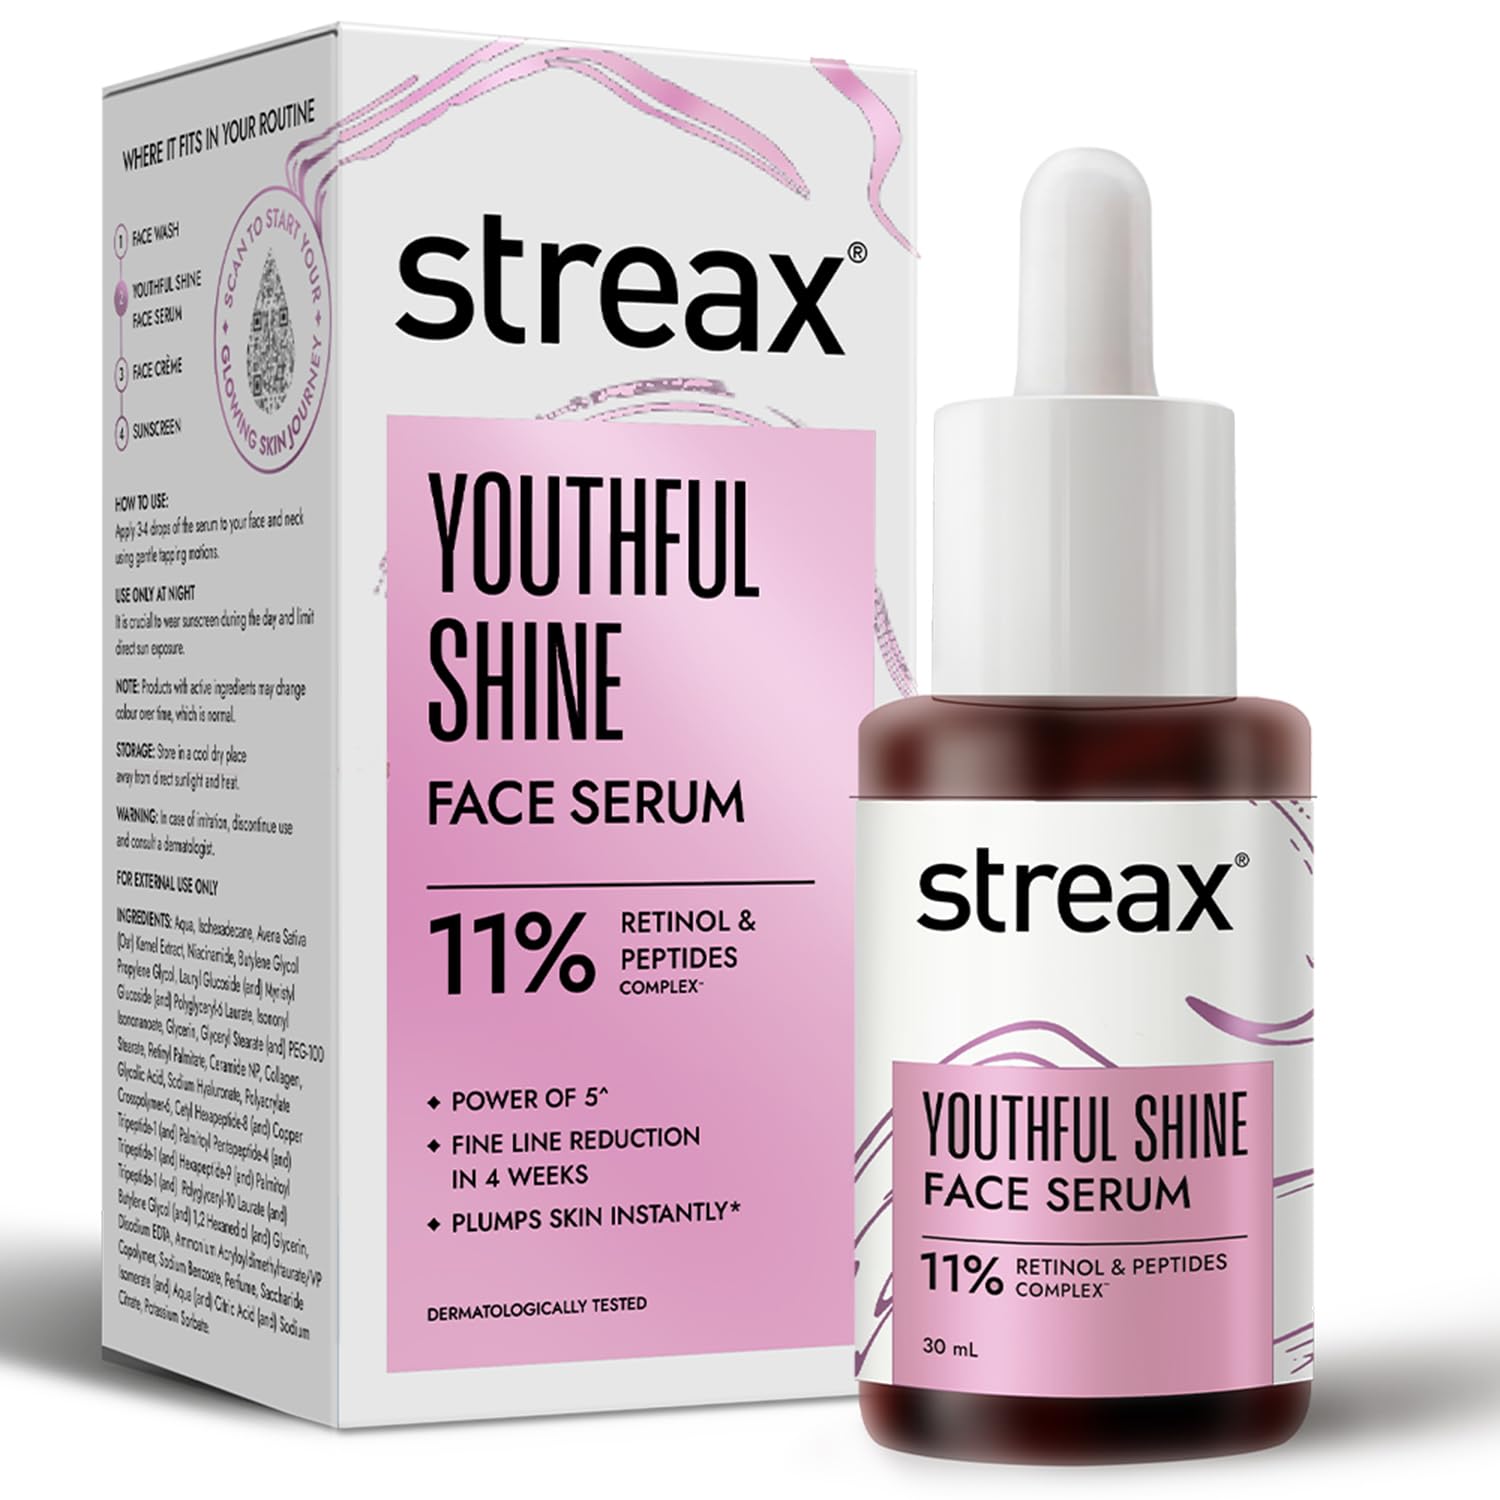 WHERE IT FITS IN YOUR ROUTINE
1 FACE WASH
2 YOUTHFUL SHINE
FACE SERUM
3 FACE CRÈME
4 SUNSCREEN
SCAN TO START YOUR
GLOWING SKIN JOURNEY
HOW TO USE:
Apply 3-4 drops of the serum to your face and neck
using gentle tapping motions.
USE ONLY AT NIGHT
It is crucial to wear sunscreen during the day and limit
direct sun exposure.
NOTE: Products with active ingredients may change
colour over time, which is normal.
STORAGE: Store in a cool dry place
away from direct sunlight and heat.
WARNING: In case of irritation, discontinue use
and consult a dermatologist.
FOR EXTERNAL USE ONLY
INGREDIENTS: Aqua, Isohexadecane, Avena Sativa
(Oat) Kernel Extract, Niacinamide, Butylene Glycol
Propylene Glycol, Lauryl Glucoside (and) Myristyl
Glucoside (and) Polyglyceryl-6 Laurate, Isononyl
Isononanoate, Glycerin, Glyceryl Stearate (and) PEG-100
Stearate, Retinyl Palmitate, Ceramide NP, Collagen,
Glycolic Acid, Sodium Hyaluronate, Polyacrylate
Crosspolymer-6, Cetyl Hexapeptide-8 (and) Copper
Tripeptide-1 (and) Palmitoyl Pentapeptide-4 (and)
Tripeptide-1 (and) Hexapeptide-9 (and) Palmitoyl
Tripeptide-1 (and) Polyglyceryl-10 Laurate (and)
Butylene Glycol (and) 1,2 Hexanediol (and) Glycerin,
Disodium EDTA, Ammonium Acryloyldimethyltaurate/VP
Copolymer, Sodium Benzoate, Perfume, Saccharide
Isomerate (and) Aqua (and) Citric Acid (and) Sodium
Citrate, Potassium Sorbate.
streax®
YOUTHFUL
SHINE
FACE SERUM
11% RETINOL &
PEPTIDES
COMPLEX™
POWER OF 5^
FINE LINE REDUCTION
IN 4 WEEKS
PLUMPS SKIN INSTANTLY*
DERMATOLOGICALLY TESTED
streax®
YOUTHFUL SHINE
FACE SERUM
11% RETINOL & PEPTIDES
COMPLEX™
30 mL